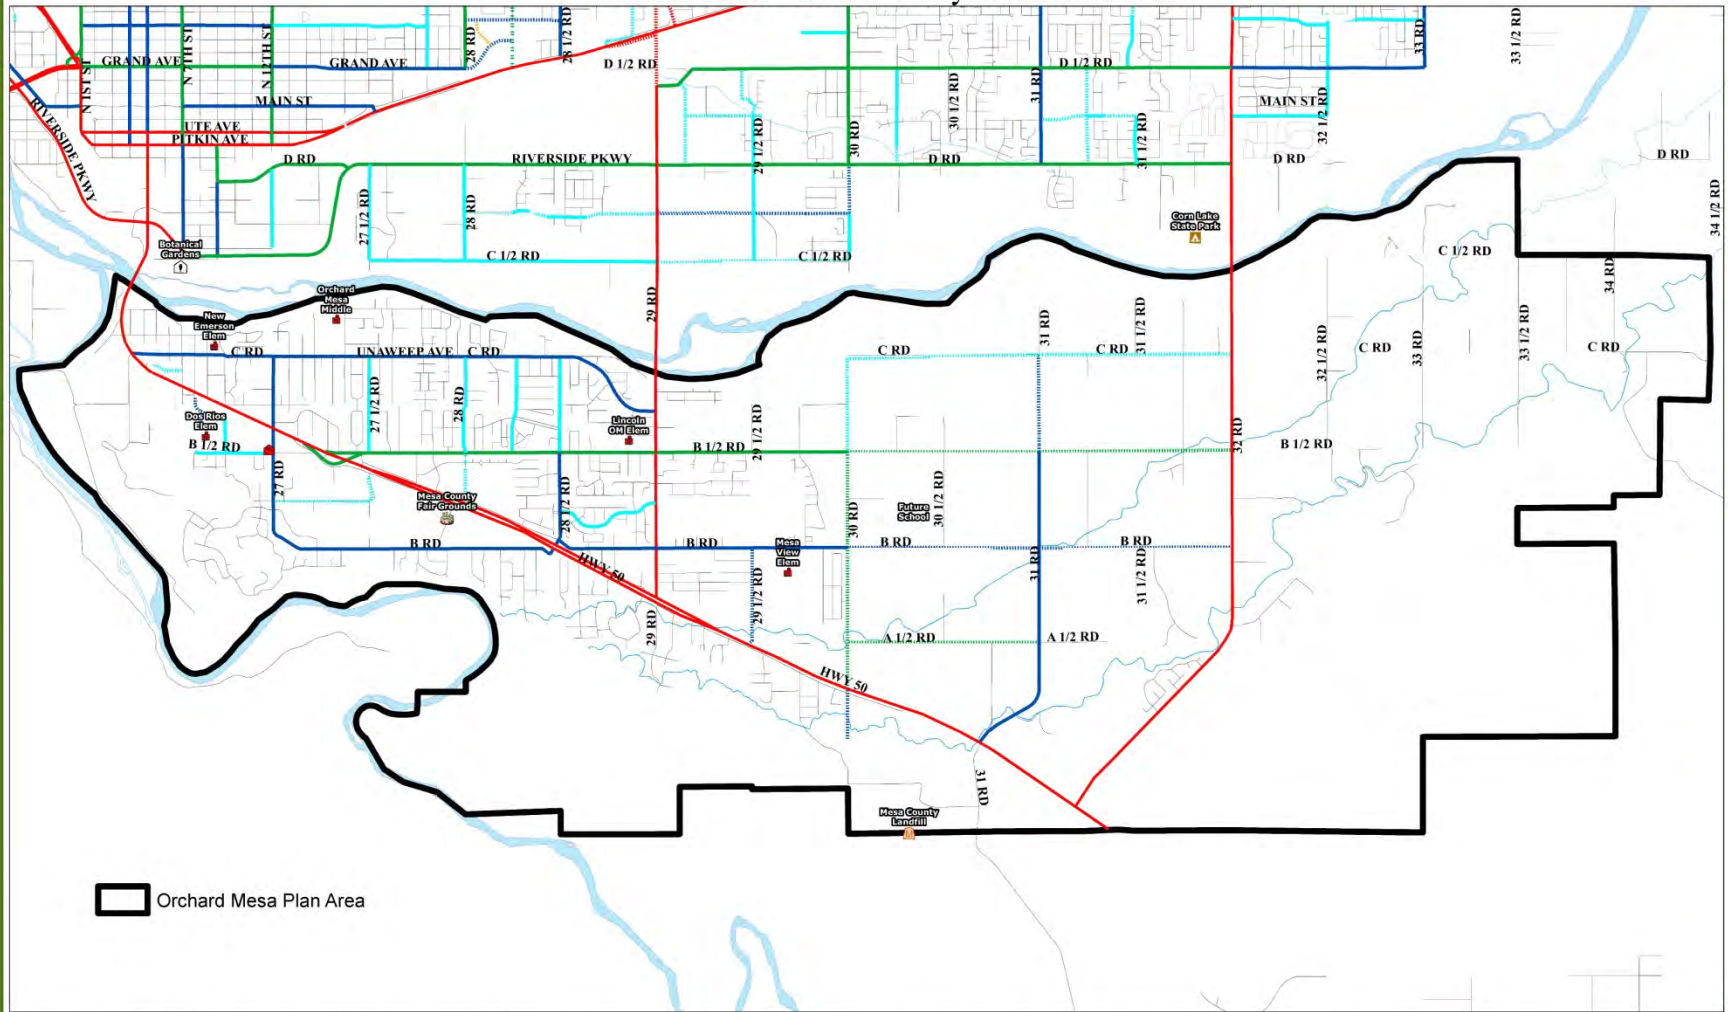 28 RD
28 1/2 RD
33 RD
33 1/2 RD
N 7TH ST
N 12TH ST
GRAND AVE
GRAND AVE
D 1/2 RD
D 1/2 RD
N 1ST ST
MAIN ST
30 1/2 RD
31 RD
MAIN ST
32 1/2 RD
RIVERSIDE PKWY
UTE AVE
PITKIN AVE
29 1/2 RD
30 RD
31 1/2 RD
D RD
RIVERSIDE PKWY
D RD
D RD
D RD
27 1/2 RD
28 RD
34 1/2 RD
Corn Lake
State Park
Botanical
Gardens
C 1/2 RD
C 1/2 RD
C 1/2 RD
34 RD
Orchard
Mesa
Middle
29 RD
New
Emerson
Elem
31 RD
31 1/2 RD
32 1/2 RD
33 RD
33 1/2 RD
C RD
UNAWEEP AVE
C RD
C RD
C RD
C RD
C RD
27 1/2 RD
28 RD
Dos Rios
Elem
Lincoln
OM Elem
29 1/2 RD
32 RD
B 1/2 RD
B 1/2 RD
B 1/2 RD
27 RD
Mesa County
Fair Grounds
28 1/2 RD
30 RD
Future
School
30 1/2 RD
B RD
B RD
B RD
B RD
Mesa
View
Elem
HWY 50
31 RD
31 1/2 RD
29 1/2 RD
29 RD
A 1/2 RD
A 1/2 RD
HWY 50
31 RD
Mesa County
Landfill
Orchard Mesa Plan Area